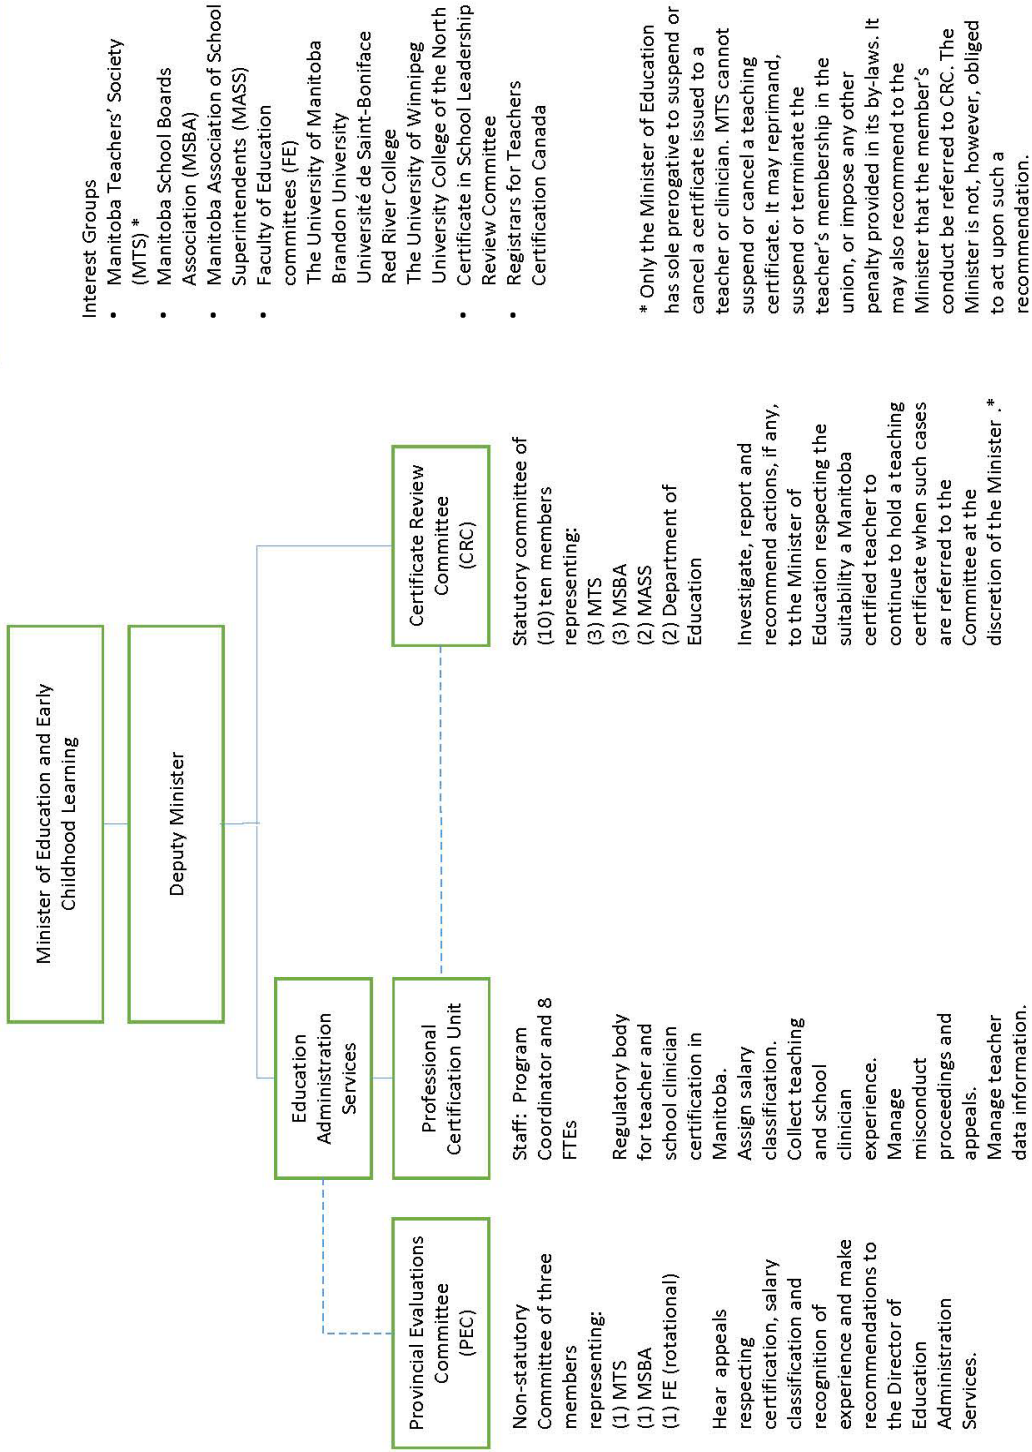 Minister of Education and Early
Childhood Learning
Deputy Minister
Education
Administration
Services
Provincial Evaluations
Committee
(PEC)
Professional
Certification Unit
Certificate Review
Committee
(CRC)
Non-statutory
Committee of three
members
representing:
(1) MTS
(1) MSBA
(1) FE (rotational)
Hear appeals
respecting
certification, salary
classification and
recognition of
experience and make
recommendations to
the Director of
Education
Administration
Services.
Staff: Program
Coordinator and 8
FTEs
Regulatory body
for teacher and
school clinician
certification in
Manitoba.
Assign salary
classification.
Collect teaching
and school
clinician
experience.
Manage
misconduct
proceedings and
appeals.
Manage teacher
data information.
Statutory committee of
(10) ten members
representing:
(3) MTS
(3) MSBA
(2) MASS
(2) Department of
Education
Investigate, report and
recommend actions, if any,
to the Minister of
Education respecting the
suitability a Manitoba
certified teacher to
continue to hold a teaching
certificate when such cases
are referred to the
Committee at the
discretion of the Minister .*
Interest Groups
• Manitoba Teachers' Society
(MTS) *
• Manitoba School Boards
Association (MSBA)
• Manitoba Association of School
Superintendents (MASS)
• Faculty of Education
committees (FE)
The University of Manitoba
Brandon University
Université de Saint-Boniface
Red River College
The University of Winnipeg
University College of the North
• Certificate in School Leadership
Review Committee
• Registrars for Teachers
Certification Canada
* Only the Minister of Education
has sole prerogative to suspend or
cancel a certificate issued to a
teacher or clinician. MTS cannot
suspend or cancel a teaching
certificate. It may reprimand,
suspend or terminate the
teacher's membership in the
union, or impose any other
penalty provided in its by-laws. It
may also recommend to the
Minister that the member's
conduct be referred to CRC. The
Minister is not, however, obliged
to act upon such a
recommendation.